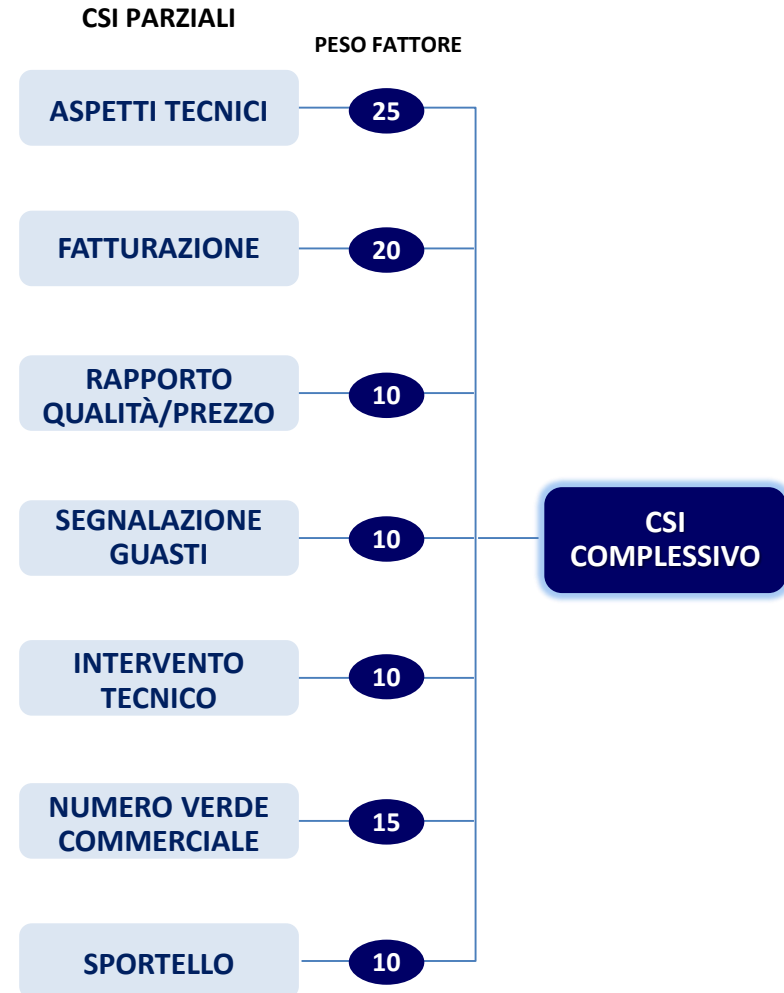 CSI PARZIALI
PESO FATTORE
ASPETTI TECNICI
25
FATTURAZIONE
20
RAPPORTO
QUALITÀ/PREZZO
10
SEGNALAZIONE
GUASTI
10
CSI
COMPLESSIVO
INTERVENTO
TECNICO
10
NUMERO VERDE
COMMERCIALE
15
SPORTELLO
10